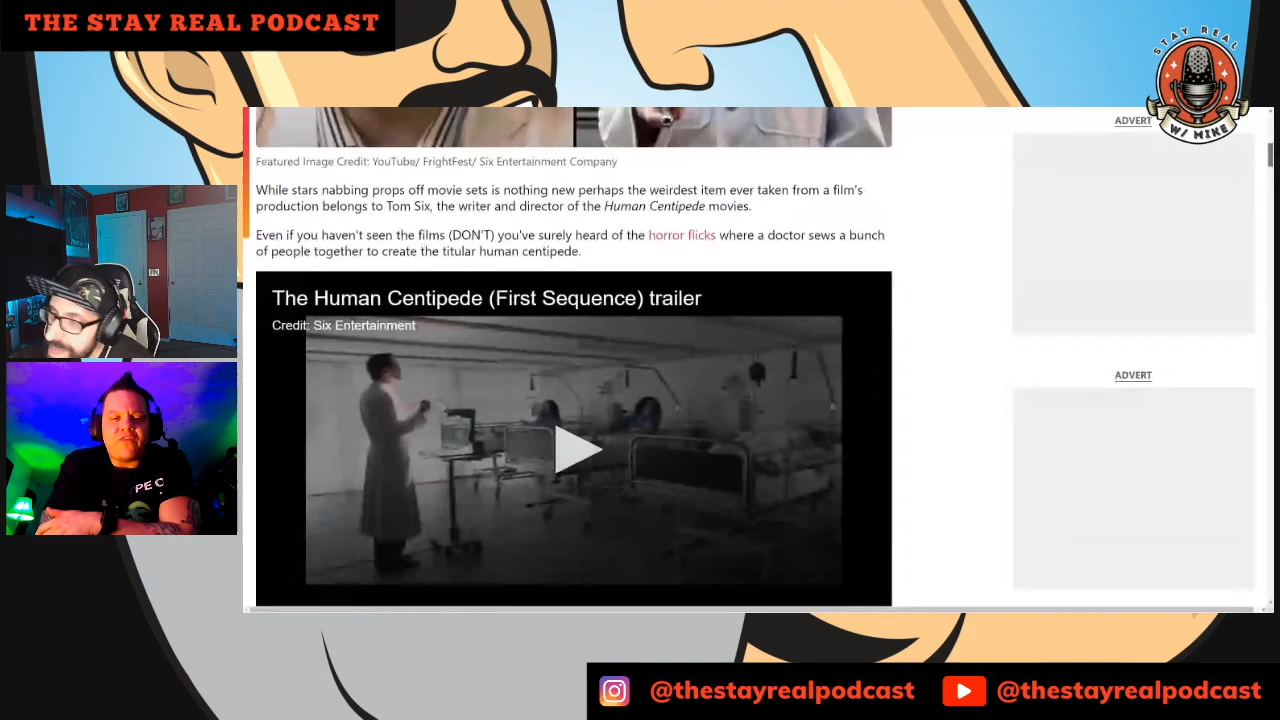 THE STAY REAL PODCAST
STAY REAL
W/ MIKE
ADVERT
Featured Image Credit: YouTube/ FrightFest/ Six Entertainment Company
While stars nabbing props off movie sets is nothing new perhaps the weirdest item ever taken from a film's
production belongs to Tom Six, the writer and director of the Human Centipede movies.
Even if you haven't seen the films (DON'T) you've surely heard of the horror flicks where a doctor sews a bunch
of people together to create the titular human centipede.
The Human Centipede (First Sequence) trailer
Credit: Six Entertainment
ADVERT
PE C
@thestayrealpodcast
@thestayrealpodcast